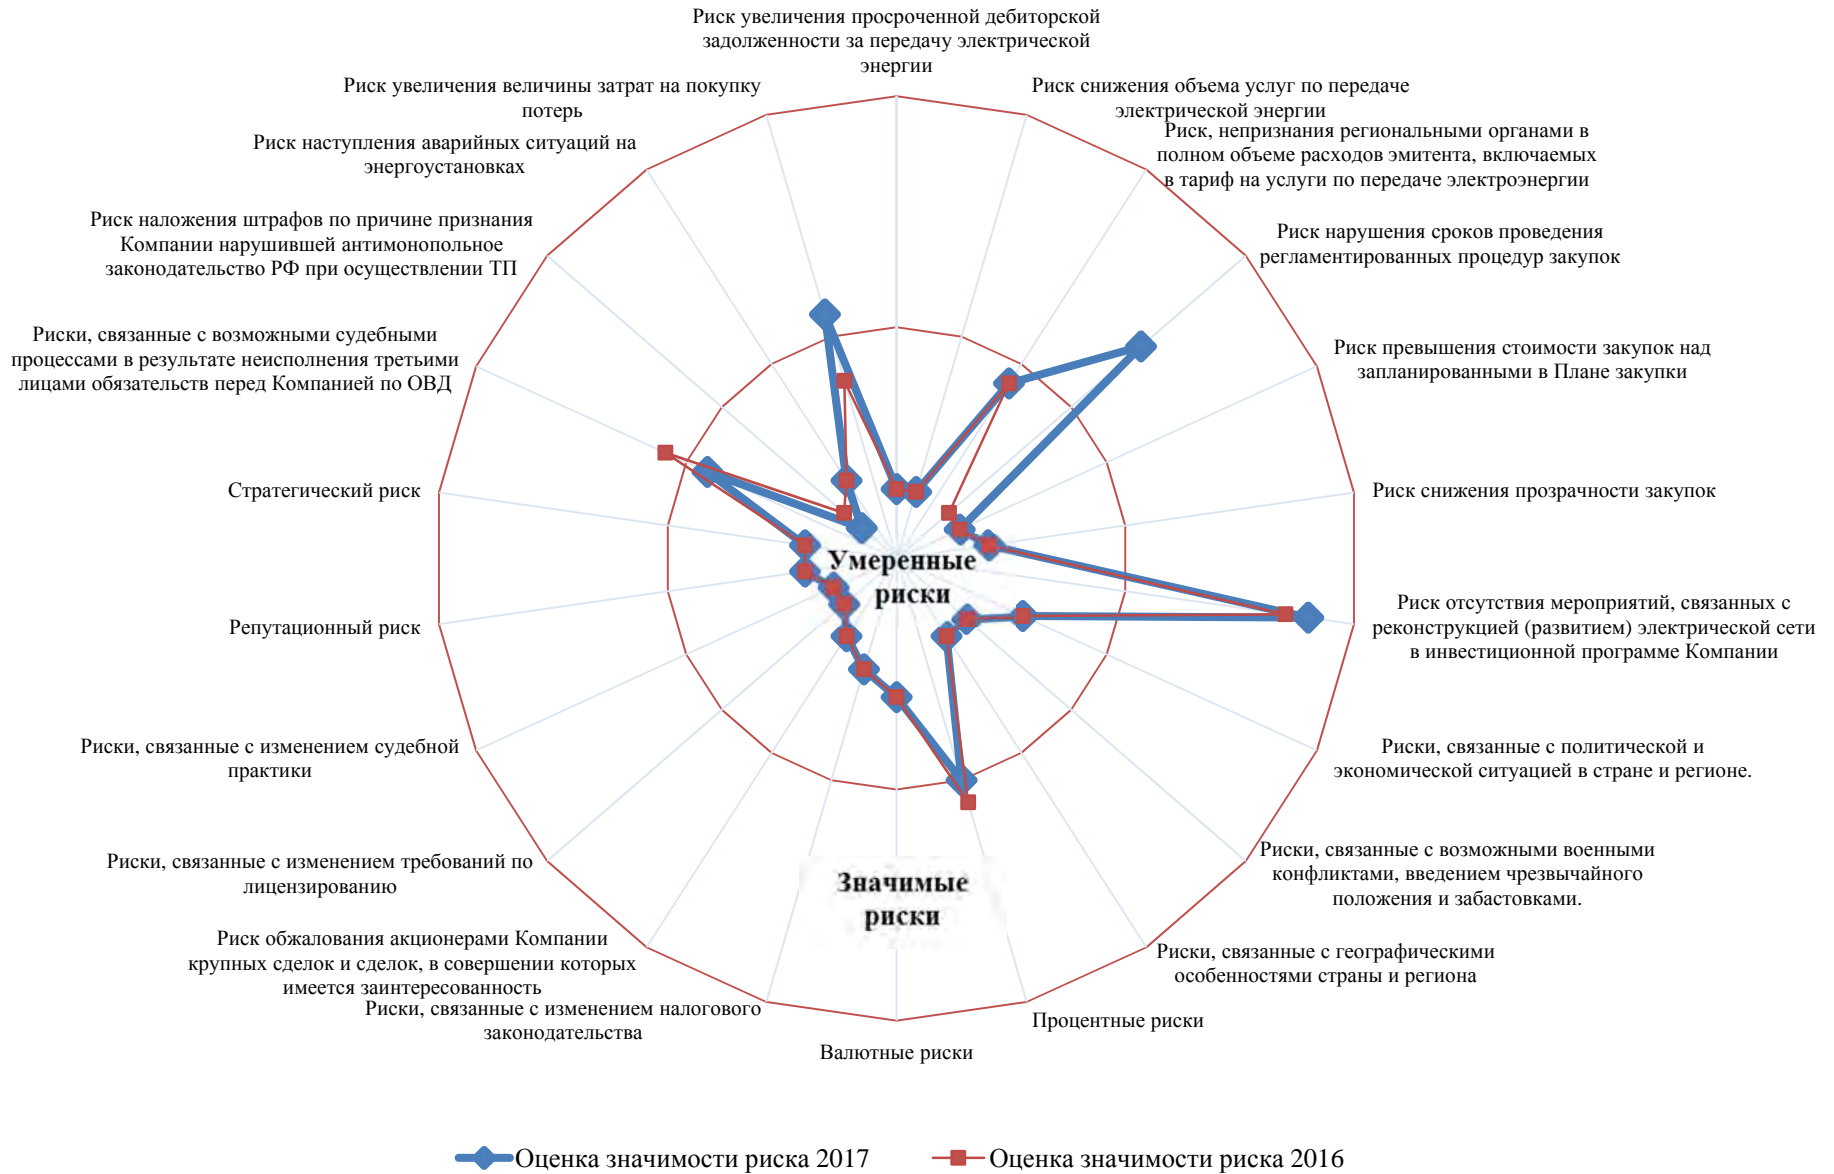 Риск увеличения просроченной дебиторской
задолженности за передачу электрической
энергии
Риск снижения объема услуг по передаче
электрической энергии
Риск, непризнания региональными органами в
полном объеме расходов эмитента, включаемых
в тариф на услуги по передаче электроэнергии
Риск нарушения сроков проведения
регламентированных процедур закупок
Риск превышения стоимости закупок над
запланированными в Плане закупки
Риск снижения прозрачности закупок
Риск отсутствия мероприятий, связанных с
реконструкцией (развитием) электрической сети
в инвестиционной программе Компании
Риски, связанные с политической и
экономической ситуацией в стране и регионе.
Риски, связанные с возможными военными
конфликтами, введением чрезвычайного
положения и забастовками.
Риски, связанные с географическими
особенностями страны и региона
Процентные риски
Валютные риски
Риски, связанные с изменением налогового
законодательства
Риск обжалования акционерами Компании
крупных сделок и сделок, в совершении которых
имеется заинтересованность
Риски, связанные с изменением требований по
лицензированию
Риски, связанные с изменением судебной
практики
Репутационный риск
Стратегический риск
Риски, связанные с возможными судебными
процессами в результате неисполнения третьими
лицами обязательств перед Компанией по ОВД
Риск наложения штрафов по причине признания
Компании нарушившей антимонопольное
законодательство РФ при осуществлении ТП
Риск наступления аварийных ситуаций на
энергоустановках
Риск увеличения величины затрат на покупку
потерь
Умеренные
риски
Значимые
риски
Оценка значимости риска 2017
Оценка значимости риска 2016